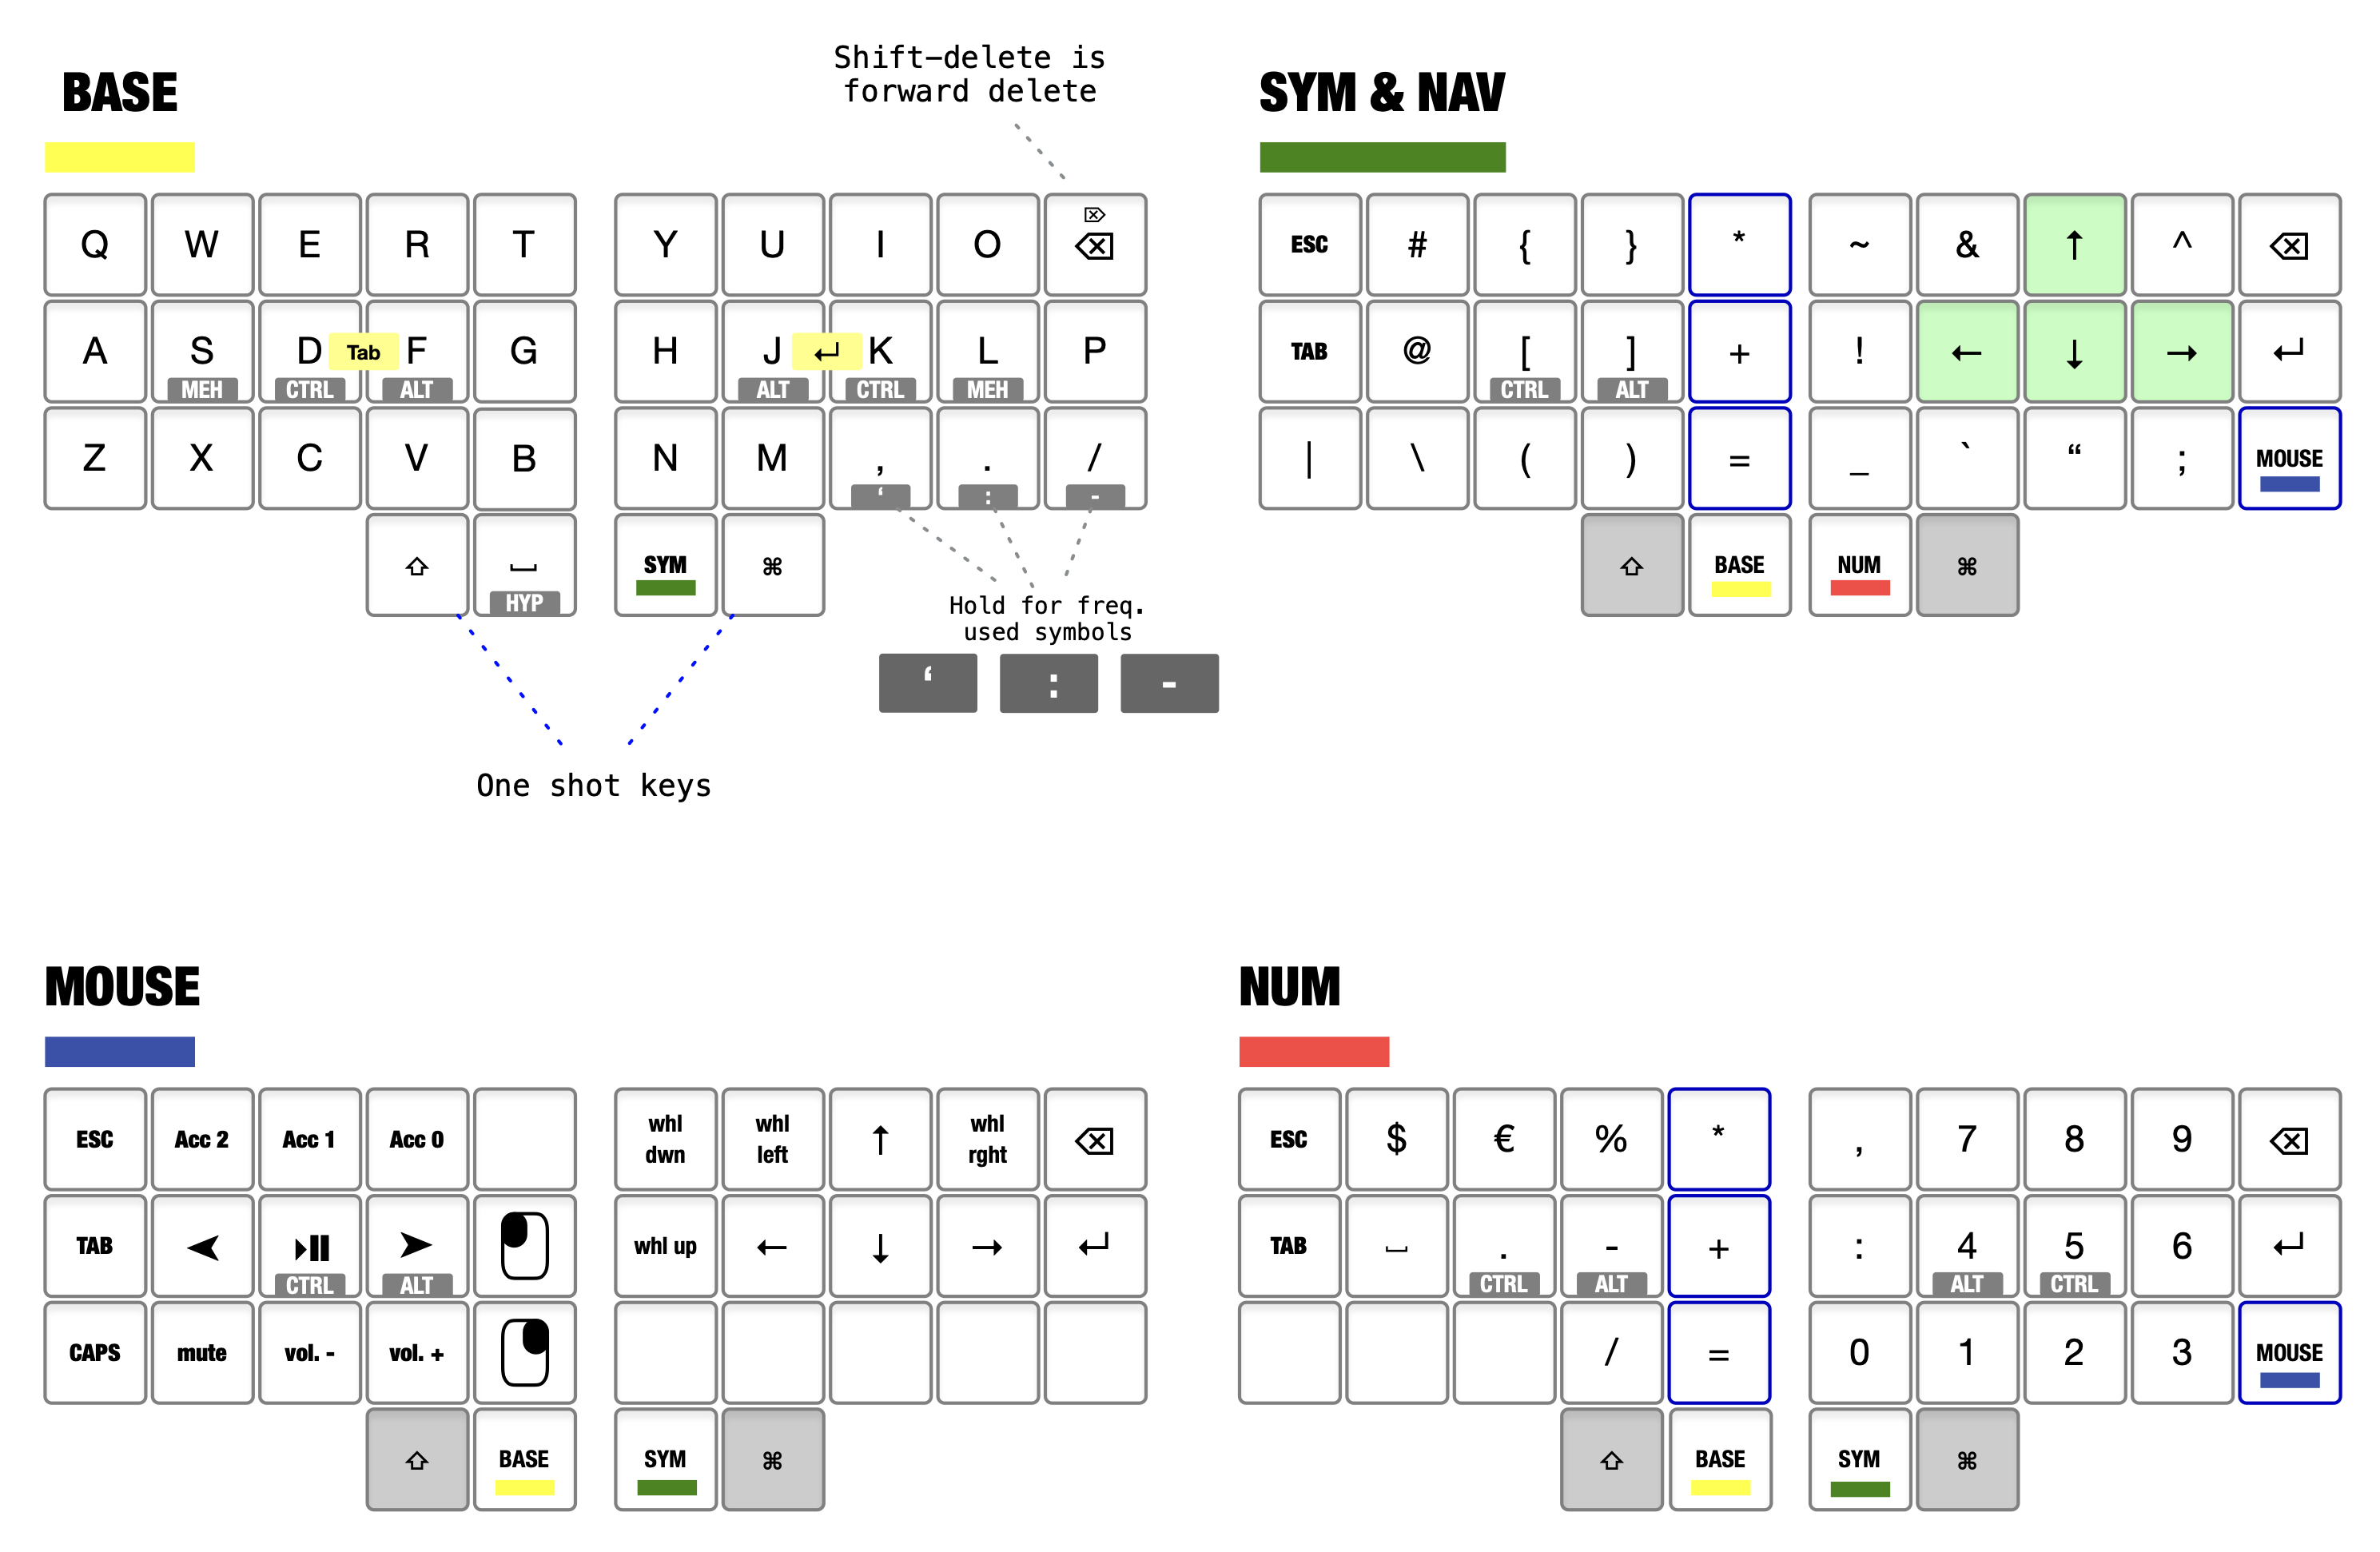 Shift-delete is
forward delete
BASE
Q W E R T Y U I O
A S D Tab F G H J ↵ K L P
MEH CTRL ALT ALT CTRL MEH
Z X C V B N M , . /
‘ : -
⇧ ⎵ SYM ⌘
HYP
Hold for freq.
used symbols
‘ : -
One shot keys
SYM & NAV
ESC # { } * ~ & ↑ ^ ⌫
TAB @ [ ] + ! ← ↓ → ↵
CTRL ALT
| \ ( ) = _ ` “ ; MOUSE
⇧ BASE NUM ⌘
MOUSE
ESC Acc 2 Acc 1 Acc 0 whl dwn whl left ↑ whl rght ⌫
TAB whl up ← ↓ → ↵
CTRL ALT
CAPS mute vol. - vol. +
⇧ BASE SYM ⌘
NUM
ESC $ € % * , 7 8 9 ⌫
TAB ⎵ . - + : 4 5 6 ↵
CTRL ALT ALT CTRL
/ = 0 1 2 3 MOUSE
⇧ BASE SYM ⌘